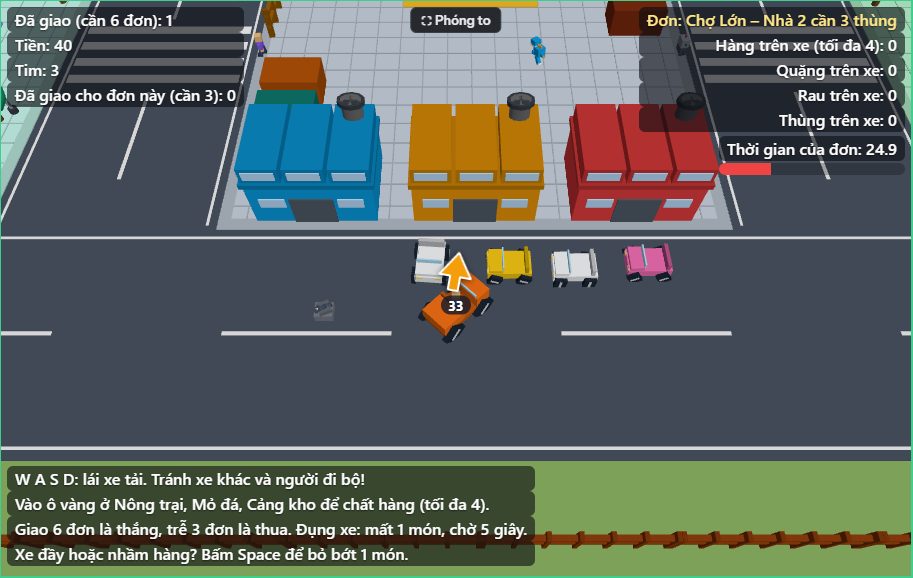 Đã giao (cần 6 đơn): 1
Tiền: 40
Tim: 3
Đã giao cho đơn này (cần 3): 0
Phóng to
Đơn: Chợ Lớn – Nhà 2 cần 3 thùng
Hàng trên xe (tối đa 4): 0
Quặng trên xe: 0
Rau trên xe: 0
Thùng trên xe: 0
Thời gian của đơn: 24.9
33
W A S D: lái xe tải. Tránh xe khác và người đi bộ!
Vào ô vàng ở Nông trại, Mỏ đá, Cảng kho để chất hàng (tối đa 4).
Giao 6 đơn là thắng, trễ 3 đơn là thua. Đụng xe: mất 1 món, chờ 5 giây.
Xe đầy hoặc nhầm hàng? Bấm Space để bỏ bớt 1 món.